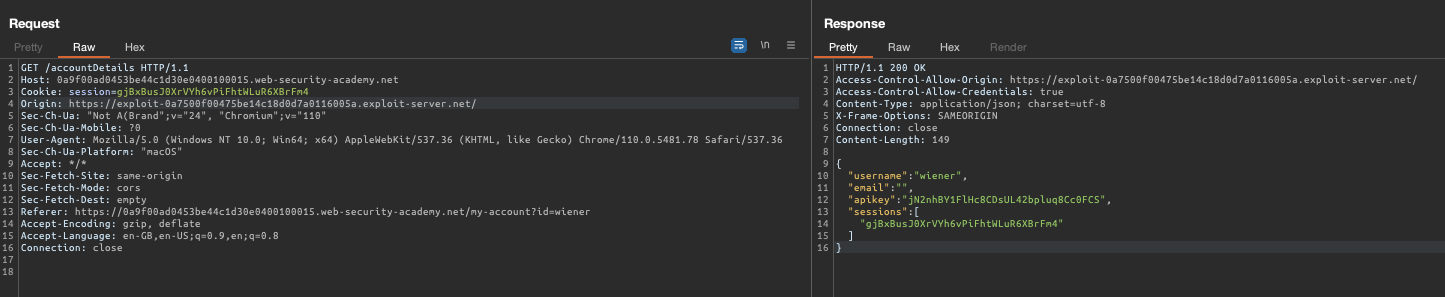 Request
Pretty Raw Hex
\n
1 GET /accountDetails HTTP/1.1
2 Host: 0a9f00ad0453be44c1d30e0400100015.web-security-academy.net
3 Cookie: session=gjBxBusJ0XrVYh6vPiFhtWLuR6XBrFm4
4 Origin: https://exploit-0a7500f00475be14c18d0d7a0116005a.exploit-server.net/
5 Sec-Ch-Ua: "Not A(Brand";v="24", "Chromium";v="110"
6 Sec-Ch-Ua-Mobile: ?0
7 User-Agent: Mozilla/5.0 (Windows NT 10.0; Win64; x64) AppleWebKit/537.36 (KHTML, like Gecko) Chrome/110.0.5481.78 Safari/537.36
8 Sec-Ch-Ua-Platform: "macOS"
9 Accept: */*
10 Sec-Fetch-Site: same-origin
11 Sec-Fetch-Mode: cors
12 Sec-Fetch-Dest: empty
13 Referer: https://0a9f00ad0453be44c1d30e0400100015.web-security-academy.net/my-account?id=wiener
14 Accept-Encoding: gzip, deflate
15 Accept-Language: en-GB,en-US;q=0.9,en;q=0.8
16 Connection: close
17
18
Response
Pretty Raw Hex Render
1 HTTP/1.1 200 OK
2 Access-Control-Allow-Origin: https://exploit-0a7500f00475be14c18d0d7a0116005a.exploit-server.net/
3 Access-Control-Allow-Credentials: true
4 Content-Type: application/json; charset=utf-8
5 X-Frame-Options: SAMEORIGIN
6 Connection: close
7 Content-Length: 149
8
9 {
10 "username":"wiener",
11 "email":"",
12 "apikey":"jN2nhBY1FlHc8CDsUL42bpluq8Cc0FCS",
13 "sessions":[
14 "gjBxBusJ0XrVYh6vPiFhtWLuR6XBrFm4"
15 ]
16 }